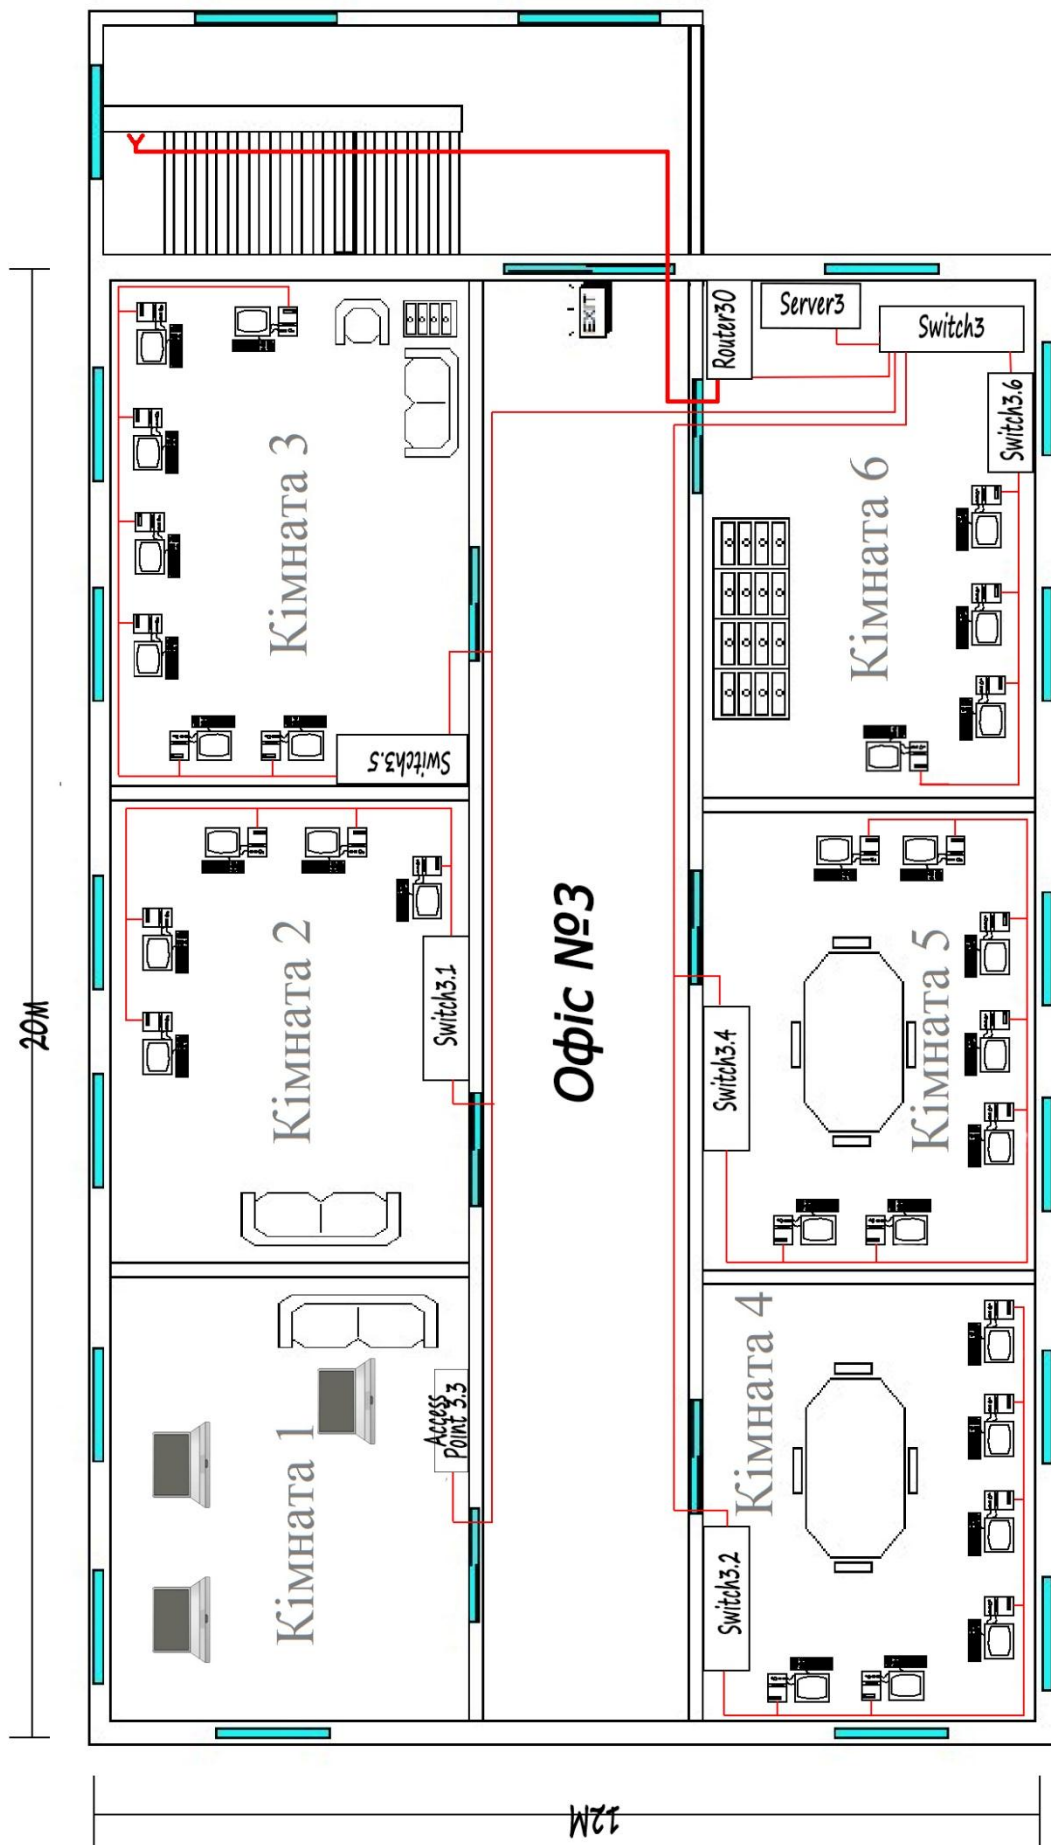 EXIT
Router30
Server3
Switch3
Switch3.6
Кімната 3
Кімната 6
Switch3.5
Кімната 2
Switch3.1
Офіс №3
Кімната 5
Switch3.4
20м
Кімната 1
Access
Point 3.3
Кімната 4
Switch3.2
12м